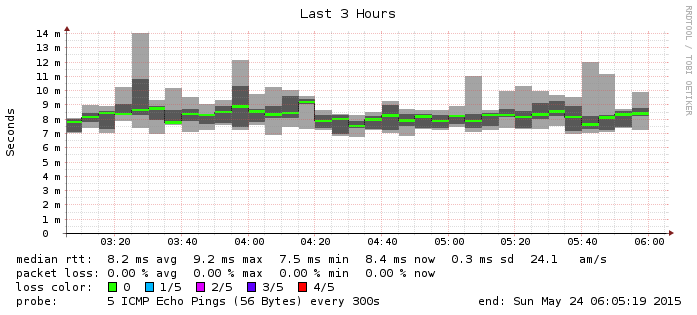 Last 3 Hours
RRDTOOL / TOBI OETIKER
Seconds
14 m
13 m
12 m
11 m
10 m
9 m
8 m
7 m
6 m
5 m
4 m
3 m
2 m
1 m
0
03:20 03:40 04:00 04:20 04:40 05:00 05:20 05:40 06:00
median rtt: 8.2 ms avg 9.2 ms max 7.5 ms min 8.4 ms now 0.3 ms sd 24.1 am/s
packet loss: 0.00 % avg 0.00 % max 0.00 % min 0.00 % now
loss color: 0 1/5 2/5 3/5 4/5
probe: 5 ICMP Echo Pings (56 Bytes) every 300s end: Sun May 24 06:05:19 2015